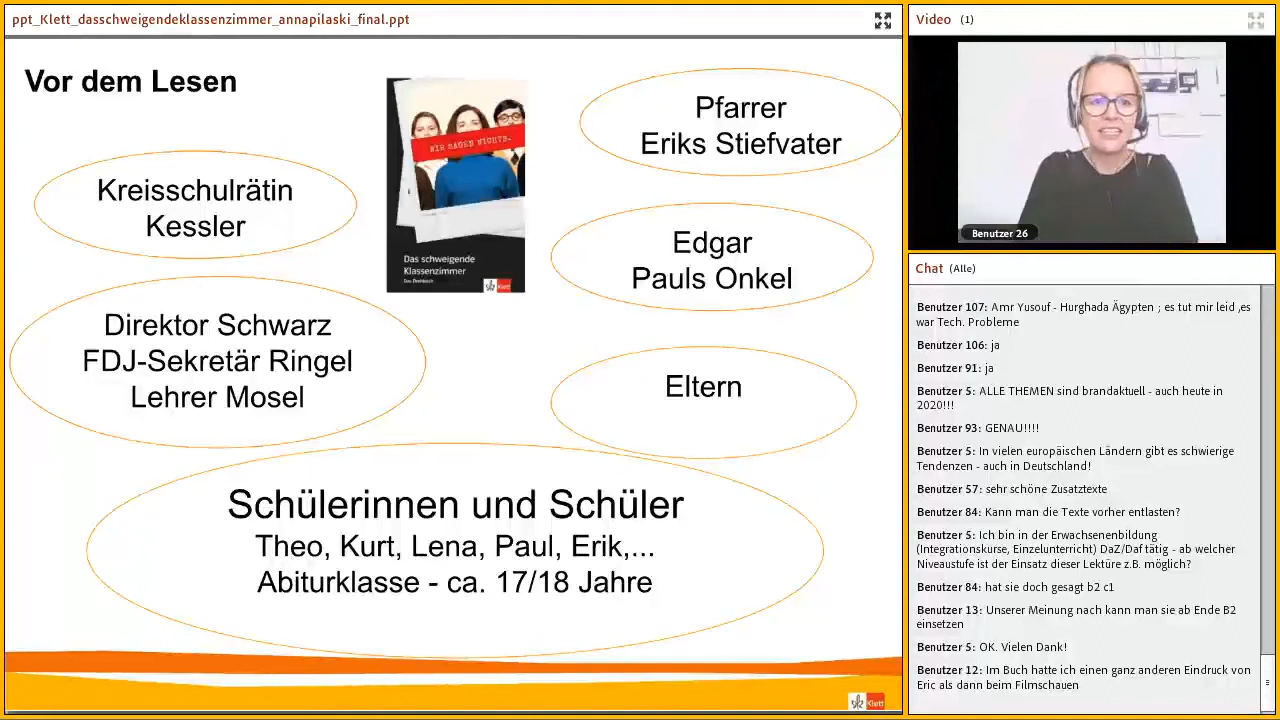 ppt_Klett_dasschweigendeklassenzimmer_annapilaski_final.ppt
Vor dem Lesen
Kreisschulrätin
Kessler
Direktor Schwarz
FDJ-Sekretär Ringel
Lehrer Mosel
WIR SAGEN NICHTS.
Das schweigende
Klassenzimmer
Das Drehbuch
Klett
Pfarrer
Eriks Stiefvater
Edgar
Pauls Onkel
Eltern
Schülerinnen und Schüler
Theo, Kurt, Lena, Paul, Erik,...
Abiturklasse - ca. 17/18 Jahre
Klett
Video (1)
Benutzer 26
Chat (Alle)
Benutzer 107: Amr Yusouf - Hurghada Ägypten ; es tut mir leid ,es
war Tech. Probleme
Benutzer 106: ja
Benutzer 91: ja
Benutzer 5: ALLE THEMEN sind brandaktuell - auch heute in
2020!!!
Benutzer 93: GENAU!!!!
Benutzer 5: In vielen europäischen Ländern gibt es schwierige
Tendenzen - auch in Deutschland!
Benutzer 57: sehr schöne Zusatztexte
Benutzer 84: Kann man die Texte vorher entlasten?
Benutzer 5: Ich bin in der Erwachsenenbildung
(Integrationskurse, Einzelunterricht) DaZ/Daf tätig - ab welcher
Niveaustufe ist der Einsatz dieser Lektüre z.B. möglich?
Benutzer 84: hat sie doch gesagt b2 c1
Benutzer 13: Unserer Meinung nach kann man sie ab Ende B2
einsetzen
Benutzer 5: OK. Vielen Dank!
Benutzer 12: Im Buch hatte ich einen ganz anderen Eindruck von
Eric als dann beim Filmschauen